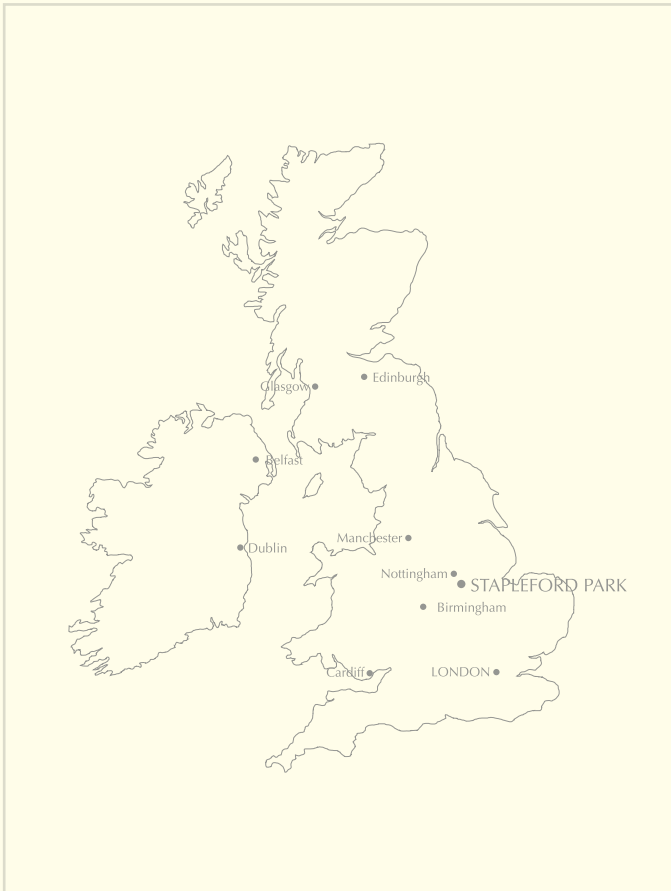 Glasgow
Edinburgh
Belfast
Dublin
Manchester
Nottingham
STAPLEFORD PARK
Birmingham
Cardiff
LONDON